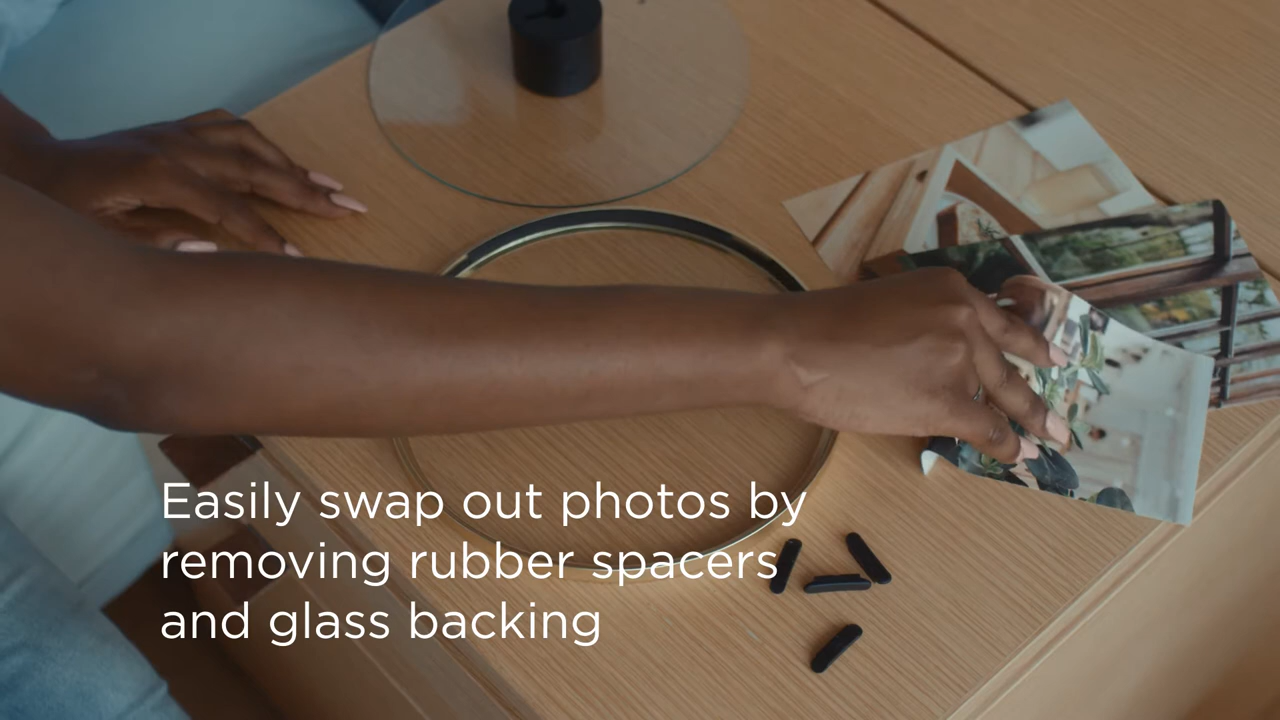 Easily swap out photos by
removing rubber spacers
and glass backing